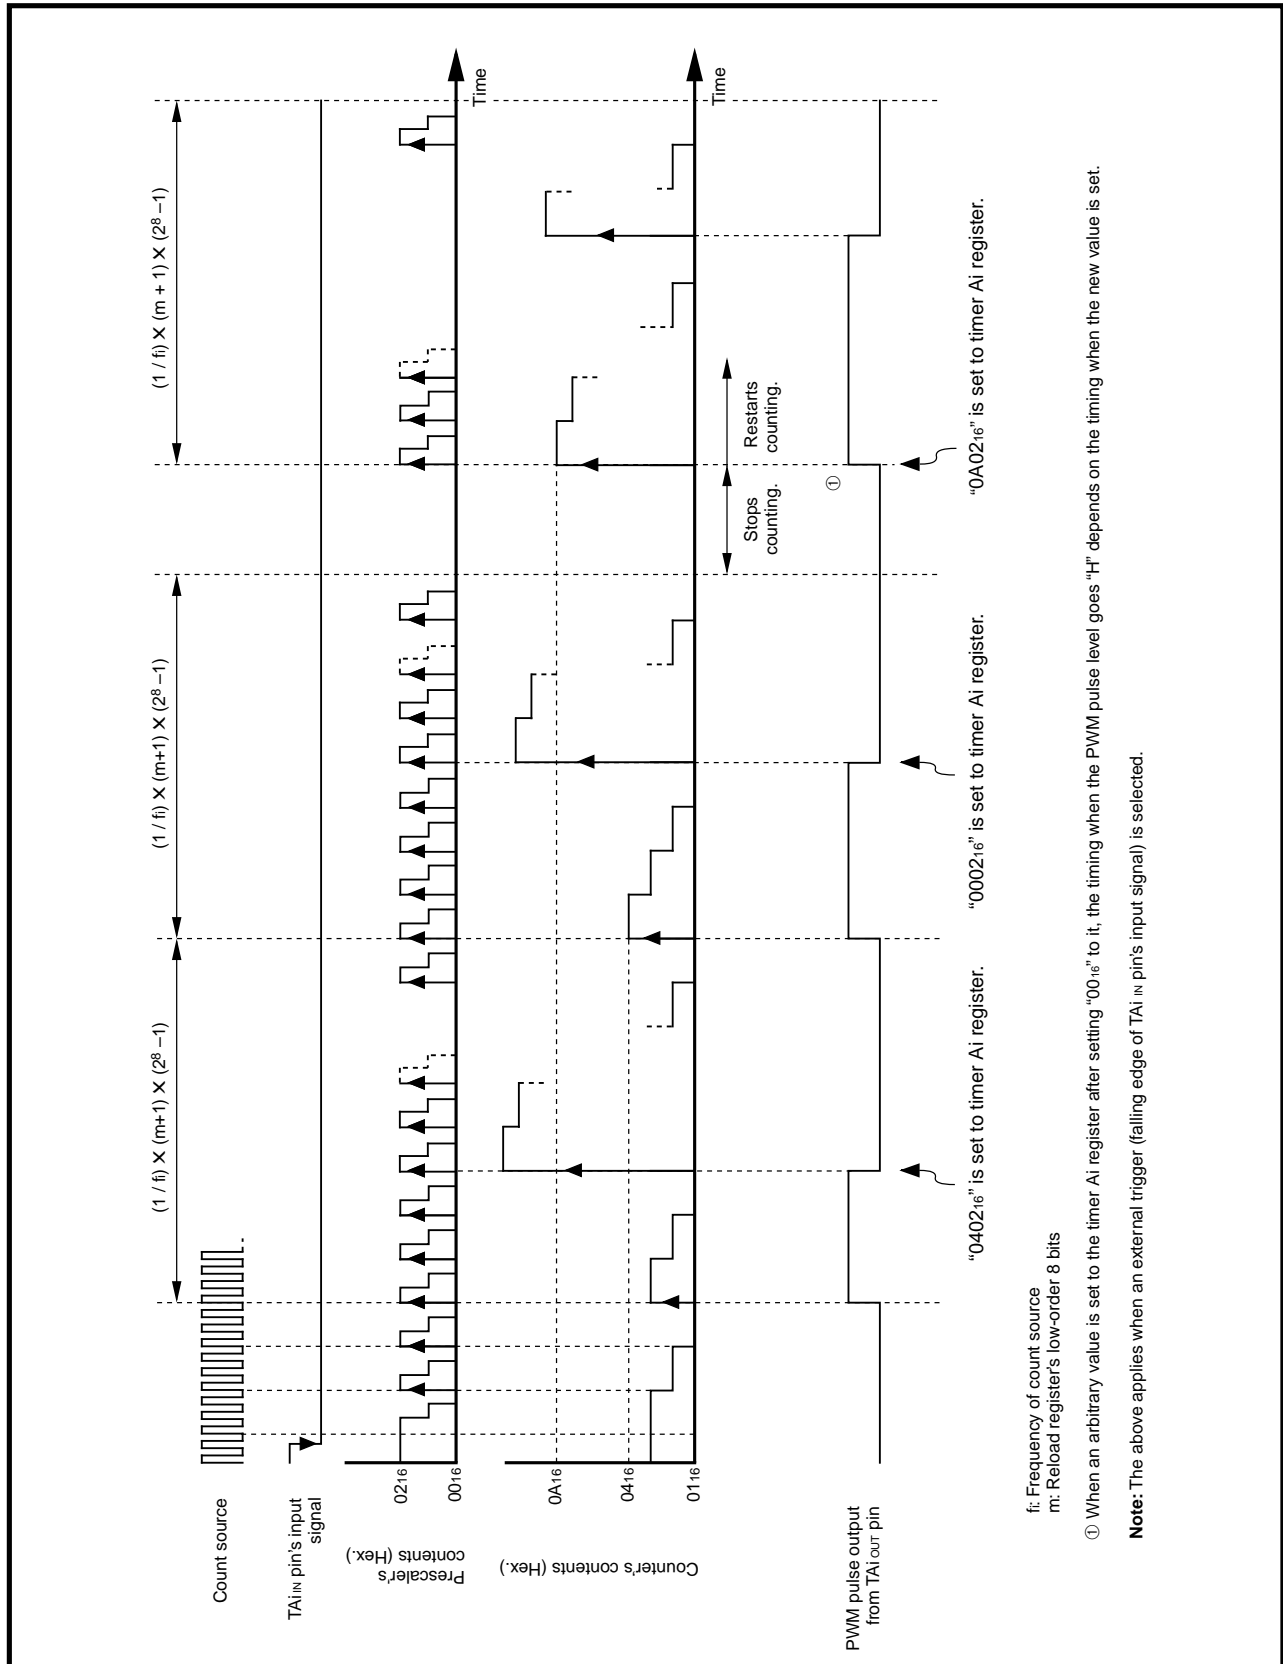 (1 / fi) × (m+1) × (2⁸ –1)
(1 / fi) × (m+1) × (2⁸ –1)
(1 / fi) × (m + 1) × (2⁸ –1)
Count source
TAiIN pin's input
signal
Prescaler's
contents (Hex.)
0216
0016
Time
Counter's contents (Hex.)
0A16
0416
0116
Time
Stops
counting.
Restarts
counting.
①
PWM pulse output
from TAiOUT pin
“040216” is set to timer Ai register.
“000216” is set to timer Ai register.
“0A0216” is set to timer Ai register.
fi: Frequency of count source
m: Reload register's low-order 8 bits
① When an arbitrary value is set to the timer Ai register after setting “0016” to it, the timing when the PWM pulse level goes “H” depends on the timing when the new value is set.
Note: The above applies when an external trigger (falling edge of TAiIN pin's input signal) is selected.